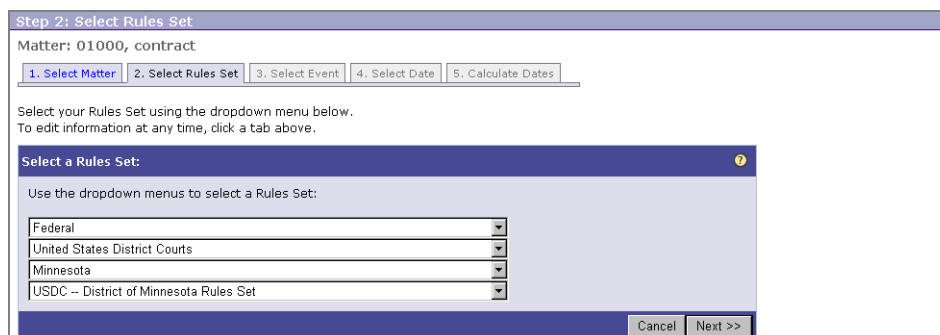 Step 2: Select Rules Set
Matter: 01000, contract
1. Select Matter 2. Select Rules Set 3. Select Event 4. Select Date 5. Calculate Dates
Select your Rules Set using the dropdown menu below.
To edit information at any time, click a tab above.
Select a Rules Set: ?
Use the dropdown menus to select a Rules Set:
Federal
United States District Courts
Minnesota
USDC -- District of Minnesota Rules Set
Cancel Next >>